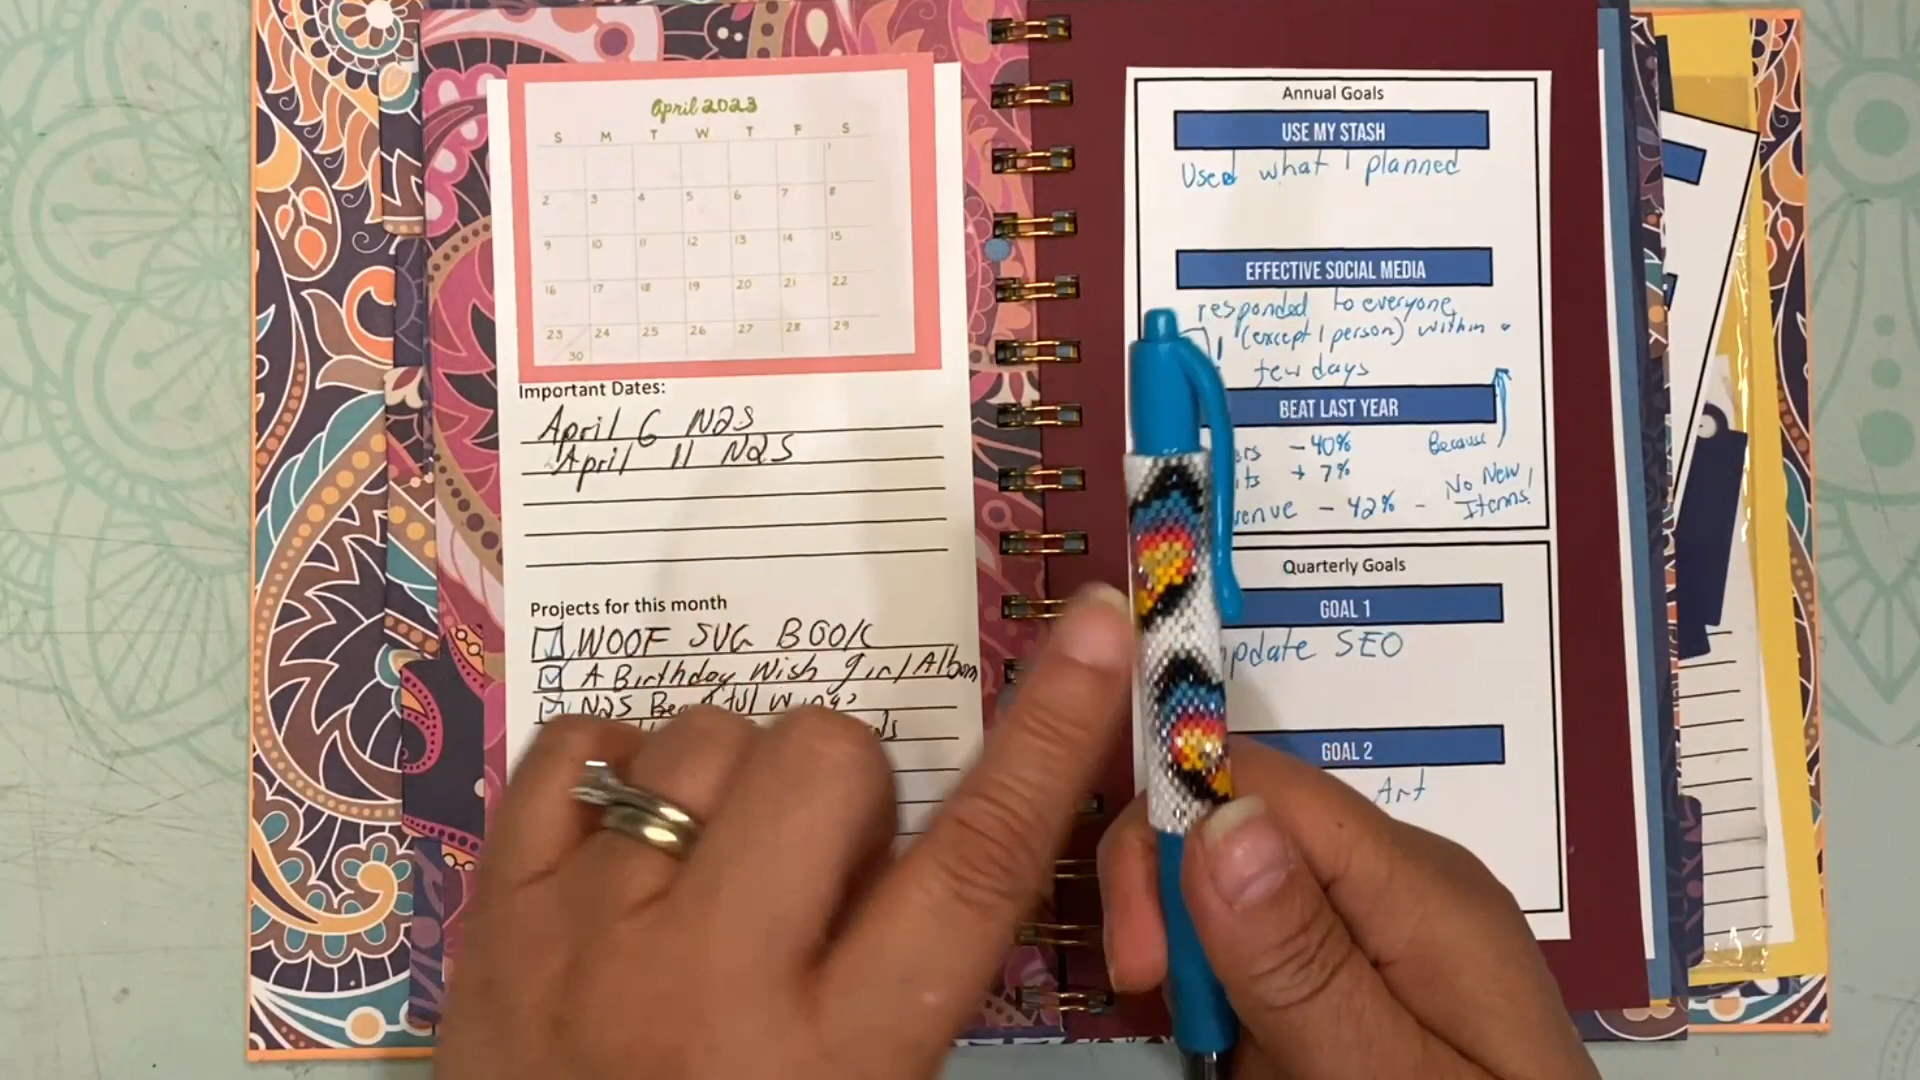 April 2023
S M T W T F S
1
2 3 4 5 6 7 8
9 10 11 12 13 14 15
16 17 18 19 20 21 22
23 24 25 26 27 28 29
30
Important Dates:
April 6 N2S
April 11 N2S
Projects for this month
WOOF SVG BOOK
A Birthday Wish girl Album
N2S
Annual Goals
USE MY STASH
Used what I planned
EFFECTIVE SOCIAL MEDIA
responded to everyone
(except 1 person) within a
few days
BEAT LAST YEAR
- 40% Because
+ 7%
- 42% - No New
Items!
Quarterly Goals
GOAL 1
update SEO
GOAL 2
Art